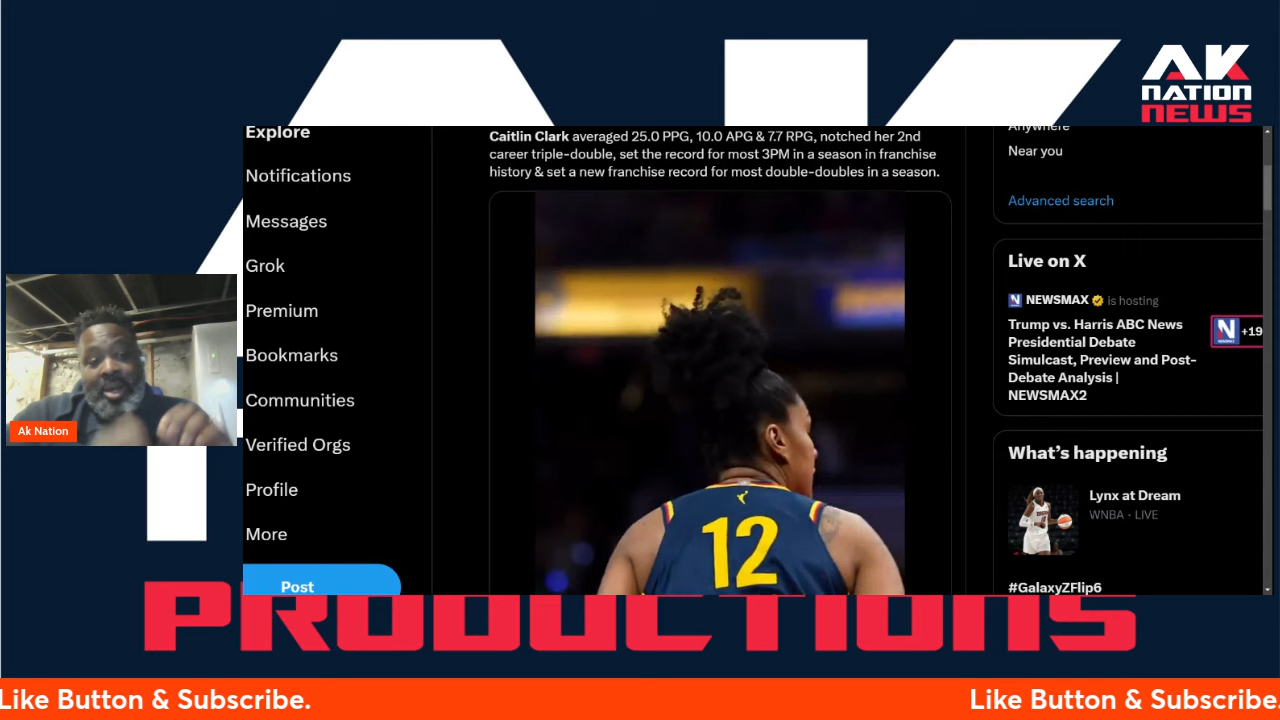 AK
NATION
NEWS
Explore
Notifications
Messages
Grok
Premium
Bookmarks
Communities
Verified Orgs
Profile
More
Post
Caitlin Clark averaged 25.0 PPG, 10.0 APG & 7.7 RPG, notched her 2nd
career triple-double, set the record for most 3PM in a season in franchise
history & set a new franchise record for most double-doubles in a season.
12
Anywhere
Near you
Advanced search
Live on X
NEWSMAX is hosting
Trump vs. Harris ABC News
Presidential Debate
Simulcast, Preview and Post-
Debate Analysis |
NEWSMAX2
N +19
What's happening
Lynx at Dream
WNBA · LIVE
#GalaxyZFlip6
Ak Nation
PRODUCTIONS
Like Button & Subscribe.
Like Button & Subscribe.